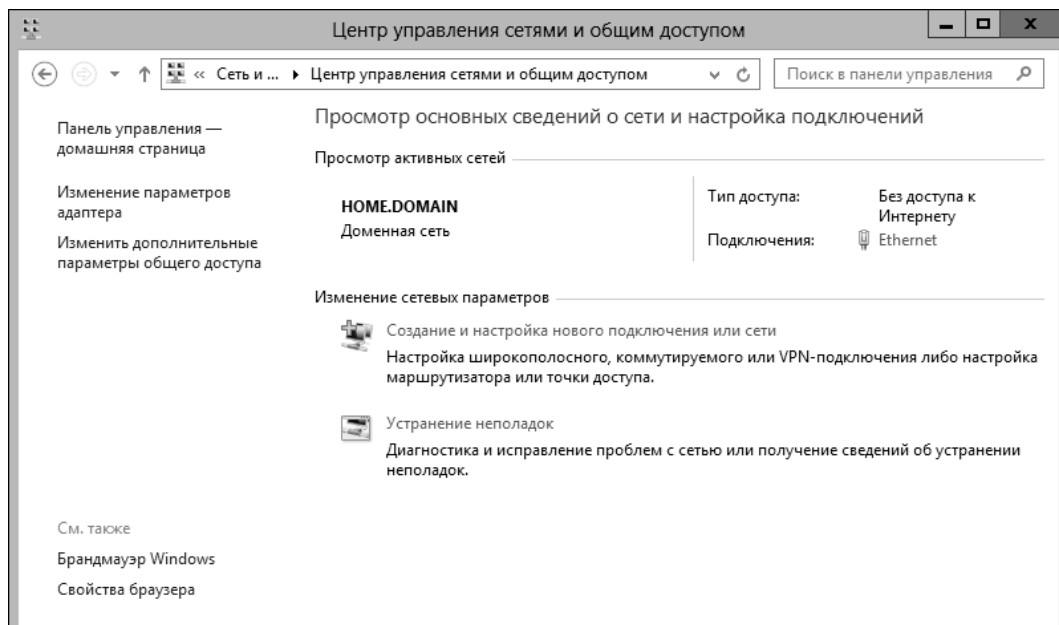 Центр управления сетями и общим доступом
« Сеть и ... Центр управления сетями и общим доступом
Поиск в панели управления
Панель управления —
домашняя страница
Изменение параметров
адаптера
Изменить дополнительные
параметры общего доступа
Просмотр основных сведений о сети и настройка подключений
Просмотр активных сетей
HOME.DOMAIN
Доменная сеть
Тип доступа: Без доступа к
Интернету
Подключения: Ethernet
Изменение сетевых параметров
Создание и настройка нового подключения или сети
Настройка широкополосного, коммутируемого или VPN-подключения либо настройка
маршрутизатора или точки доступа.
Устранение неполадок
Диагностика и исправление проблем с сетью или получение сведений об устранении
неполадок.
См. также
Брандмауэр Windows
Свойства браузера